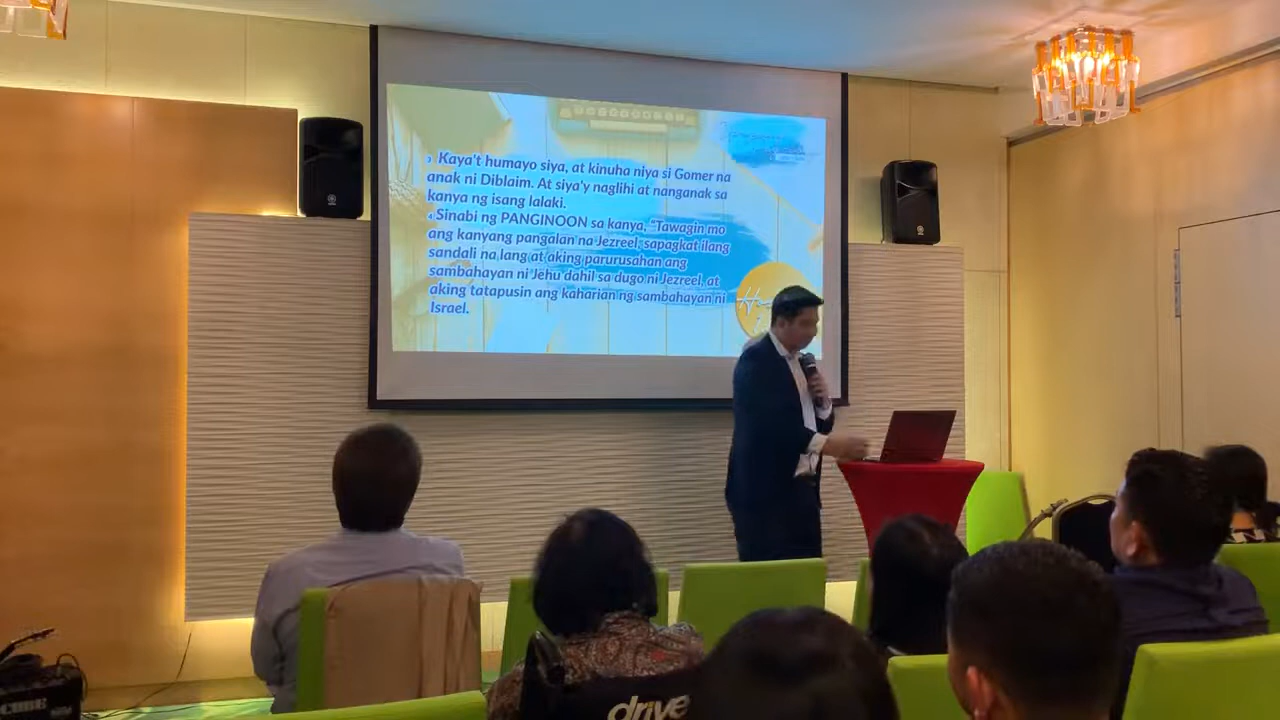 3 Kaya't humayo siya, at kinuha niya si Gomer na
anak ni Diblaim. At siya'y naglihi at nanganak sa
kanya ng isang lalaki.
4 Sinabi ng PANGINOON sa kanya, "Tawagin mo
ang kanyang pangalan na Jezreel, sapagkat ilang
sandali na lang at aking parurusahan ang
sambahayan ni Jehu dahil sa dugo ni Jezreel, at
aking tatapusin ang kaharian ng sambahayan ni
Israel.
drive
CUBE